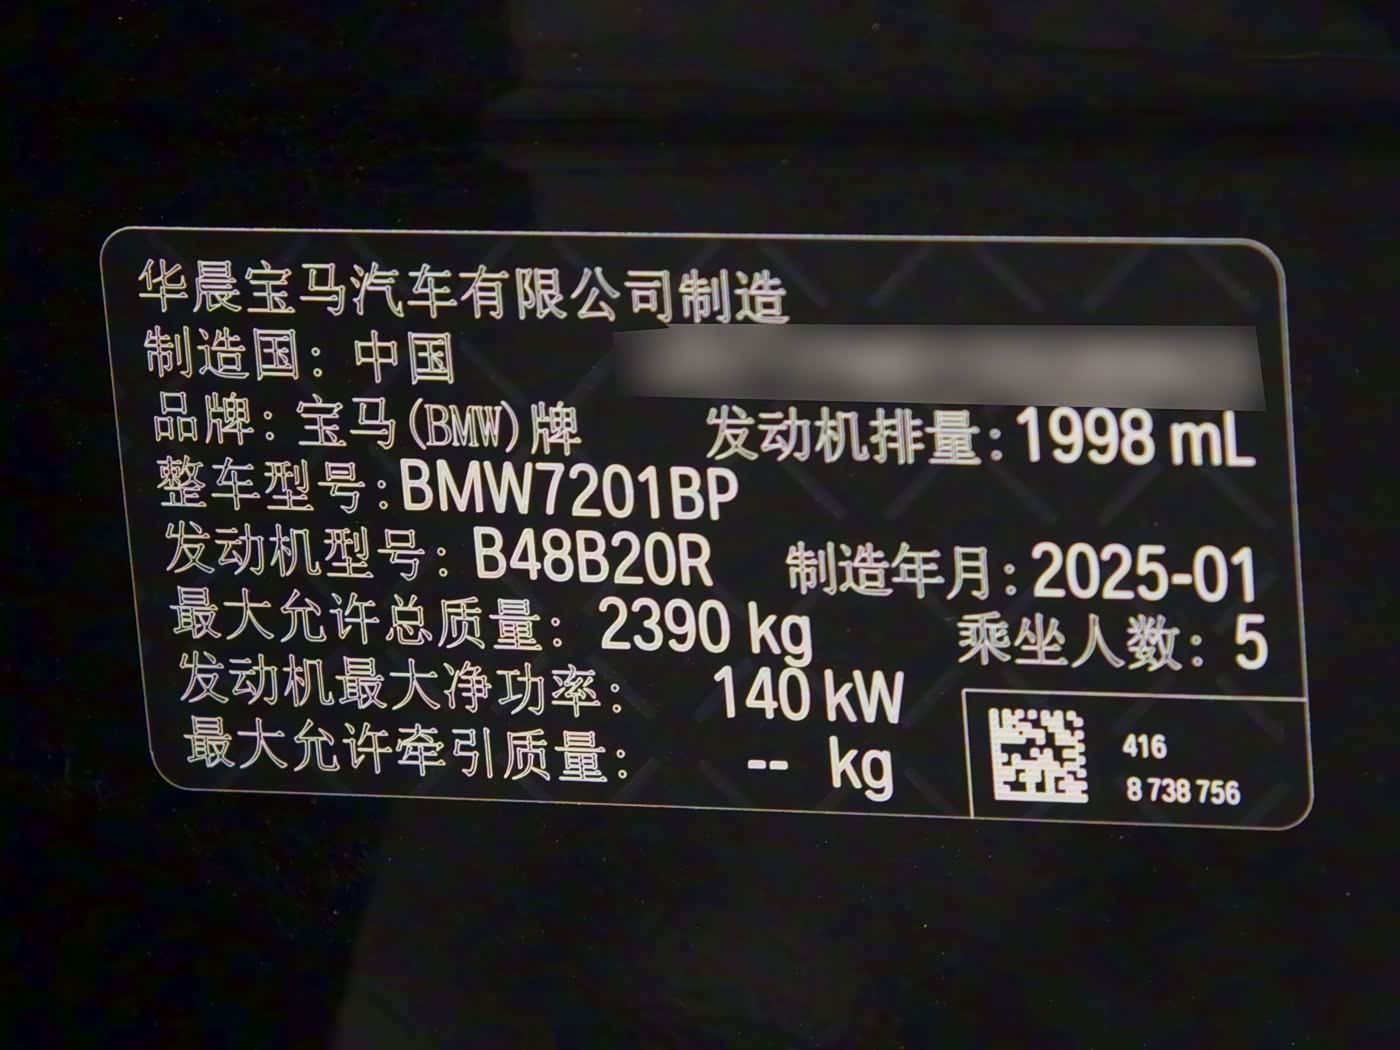 华晨宝马汽车有限公司制造
制造国：中国
品牌：宝马(BMW)牌 发动机排量：1998 mL
整车型号：BMW7201BP
发动机型号：B48B20R 制造年月：2025-01
最大允许总质量：2390 kg 乘坐人数：5
发动机最大净功率： 140 kW
最大允许牵引质量： -- kg
416
8 738 756